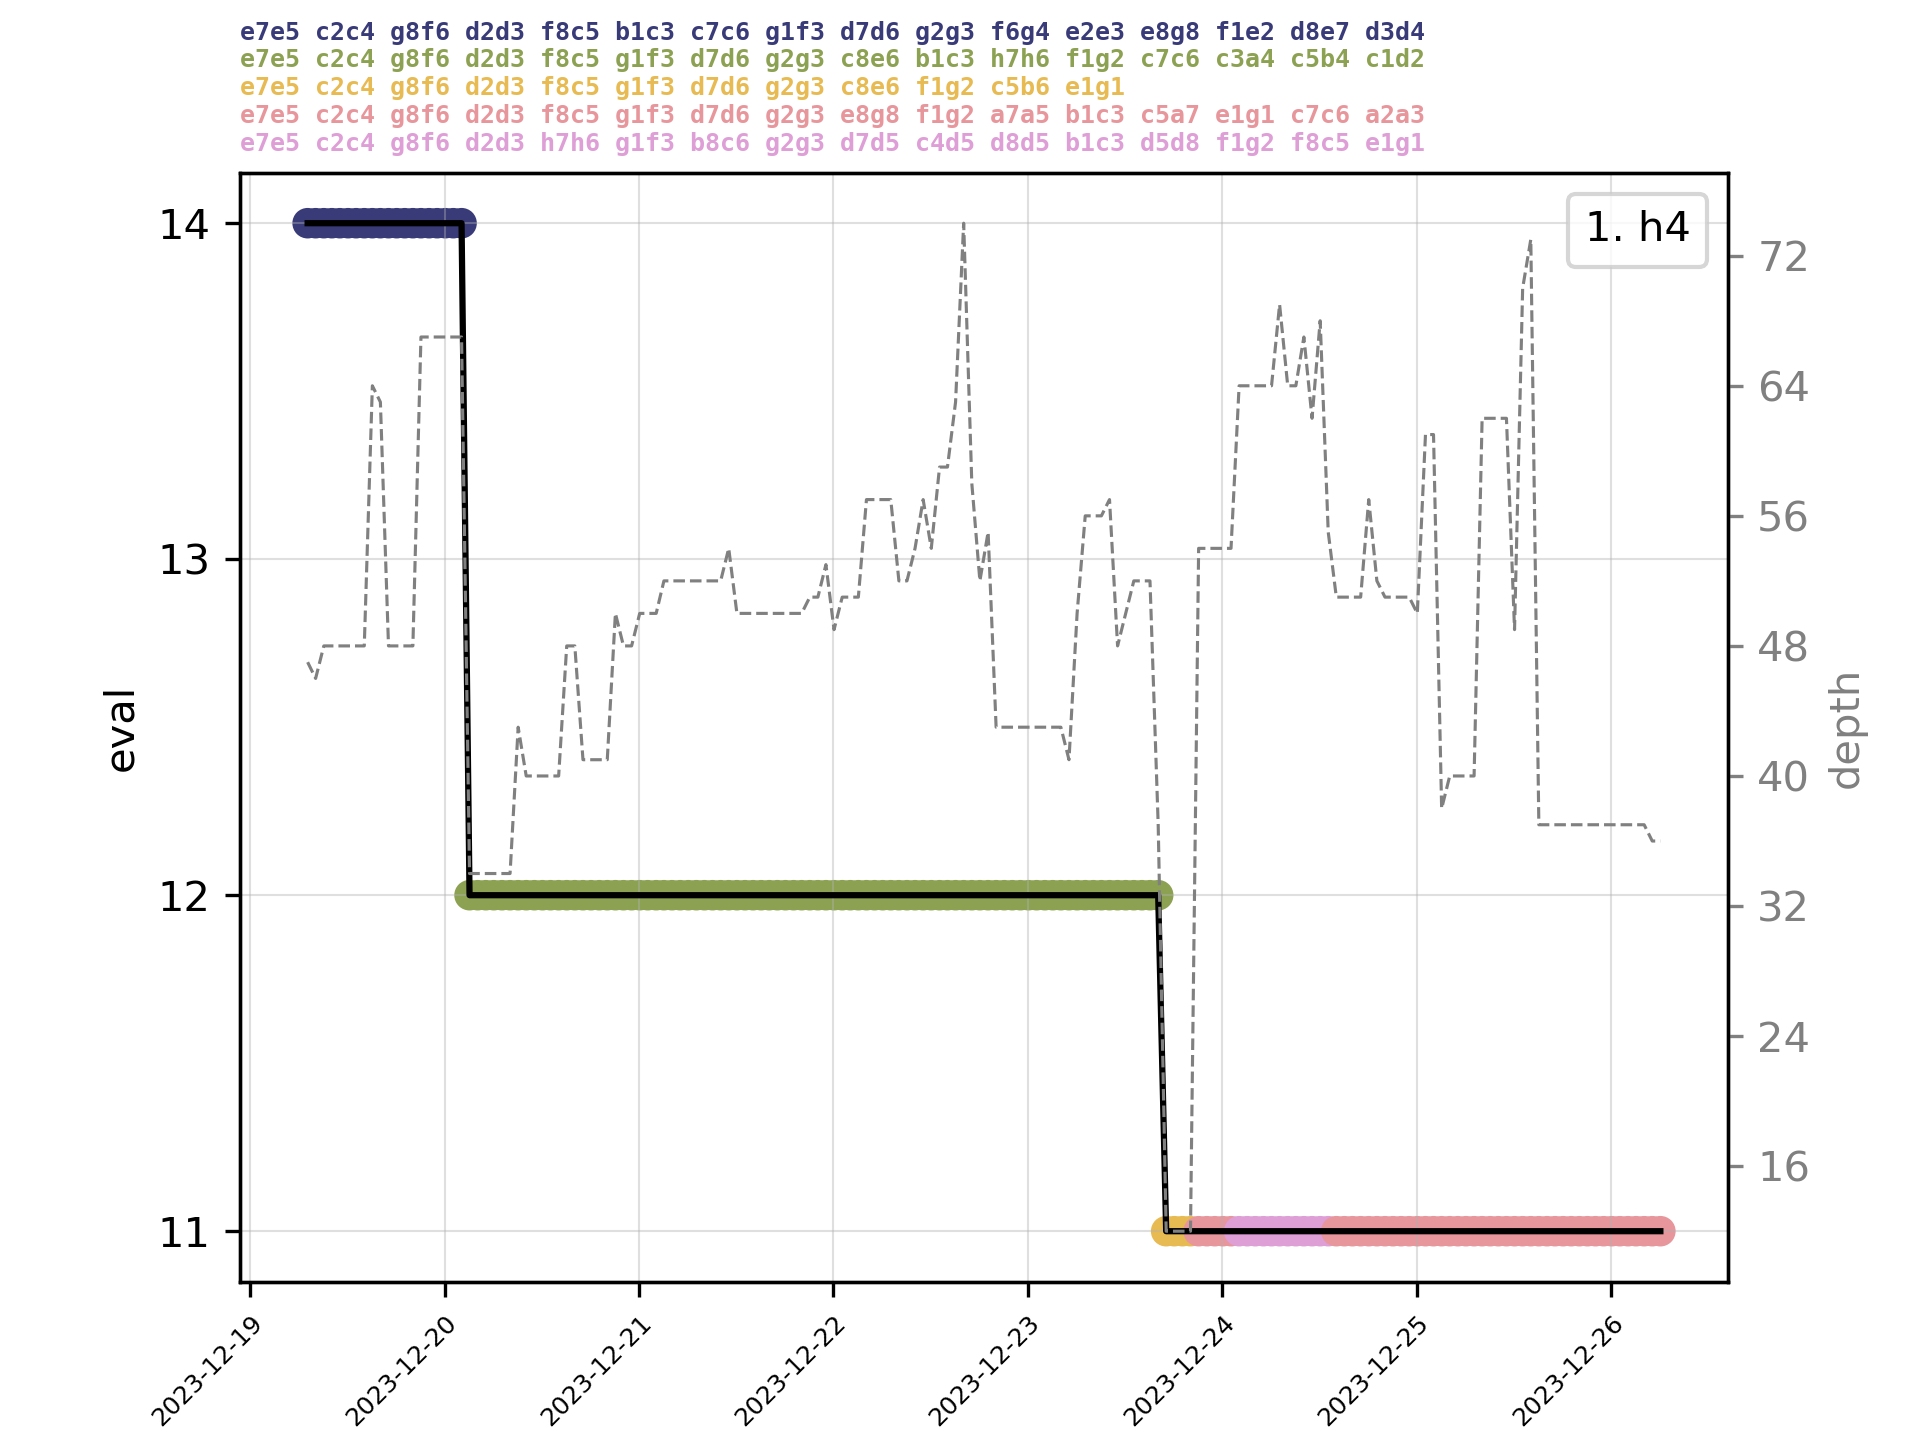 e7e5 c2c4 g8f6 d2d3 f8c5 b1c3 c7c6 g1f3 d7d6 g2g3 f6g4 e2e3 e8g8 f1e2 d8e7 d3d4
e7e5 c2c4 g8f6 d2d3 f8c5 g1f3 d7d6 g2g3 c8e6 b1c3 h7h6 f1g2 c7c6 c3a4 c5b4 c1d2
e7e5 c2c4 g8f6 d2d3 f8c5 g1f3 d7d6 g2g3 c8e6 f1g2 c5b6 e1g1
e7e5 c2c4 g8f6 d2d3 f8c5 g1f3 d7d6 g2g3 e8g8 f1g2 a7a5 b1c3 c5a7 e1g1 c7c6 a2a3
e7e5 c2c4 g8f6 d2d3 h7h6 g1f3 b8c6 g2g3 d7d5 c4d5 d8d5 b1c3 d5d8 f1g2 f8c5 e1g1
1. h4
14
13
12
11
eval
72
64
56
48
40
32
24
16
depth
2023-12-19
2023-12-20
2023-12-21
2023-12-22
2023-12-23
2023-12-24
2023-12-25
2023-12-26